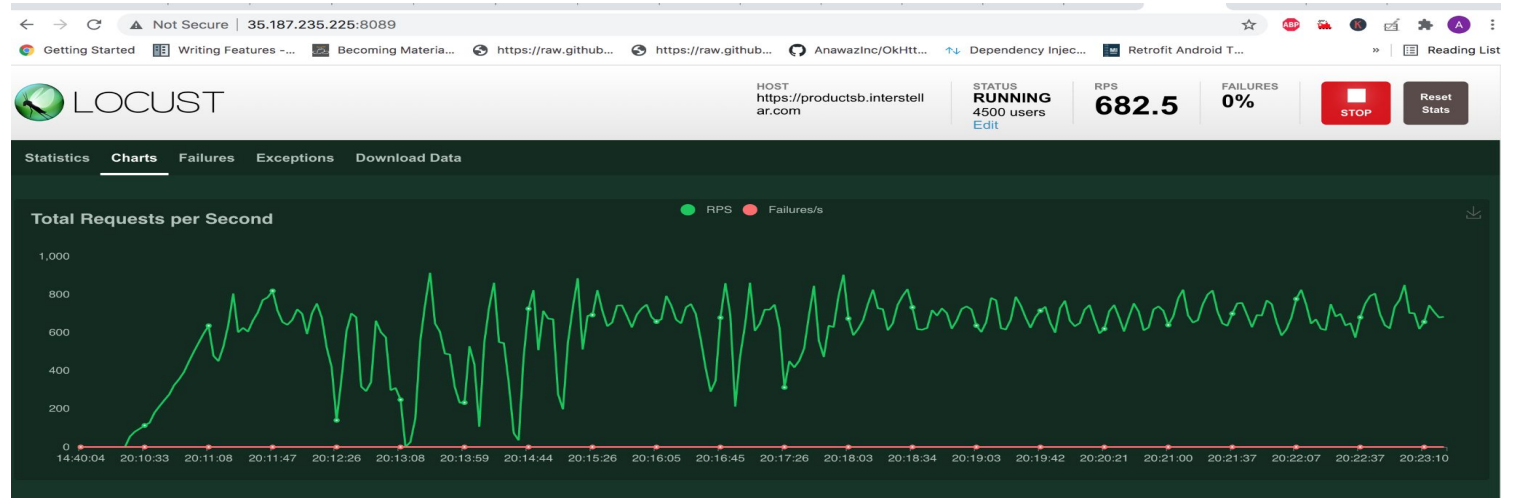 Not Secure | 35.187.235.225:8089
ABP K A
Getting Started Writing Features -... Becoming Materia... https://raw.github... https://raw.github... AnawazInc/OkHtt... Dependency Injec... Retrofit Android T... » Reading List
LOCUST
HOST
https://productsb.interstell
ar.com
STATUS
RUNNING
4500 users
Edit
RPS
682.5
FAILURES
0%
STOP
Reset
Stats
Statistics Charts Failures Exceptions Download Data
Total Requests per Second
RPS Failures/s
1,000
800
600
400
200
0
14:40:04 20:10:33 20:11:08 20:11:47 20:12:26 20:13:08 20:13:59 20:14:44 20:15:26 20:16:05 20:16:45 20:17:26 20:18:03 20:18:34 20:19:03 20:19:42 20:20:21 20:21:00 20:21:37 20:22:07 20:22:37 20:23:10